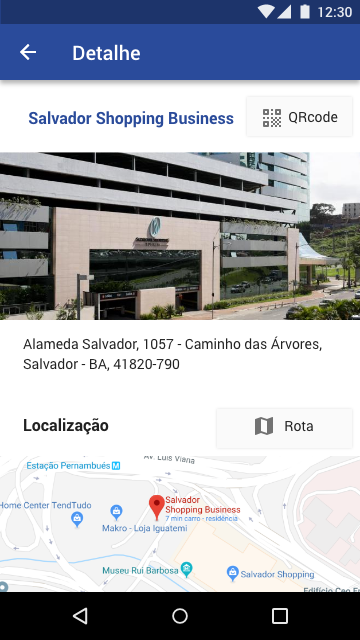 12:30
Detalhe
Salvador Shopping Business
QRcode
Alameda Salvador, 1057 - Caminho das Árvores,
Salvador - BA, 41820-790
Localização
Rota
Av. Luís Viana
Estação Pernambués M
Salvador
Shopping Business
7 min carro - residência
Home Center TendTudo
Makro - Loja Iguatemi
Museu Rui Barbosa
Salvador Shopping
Edifício Ceo